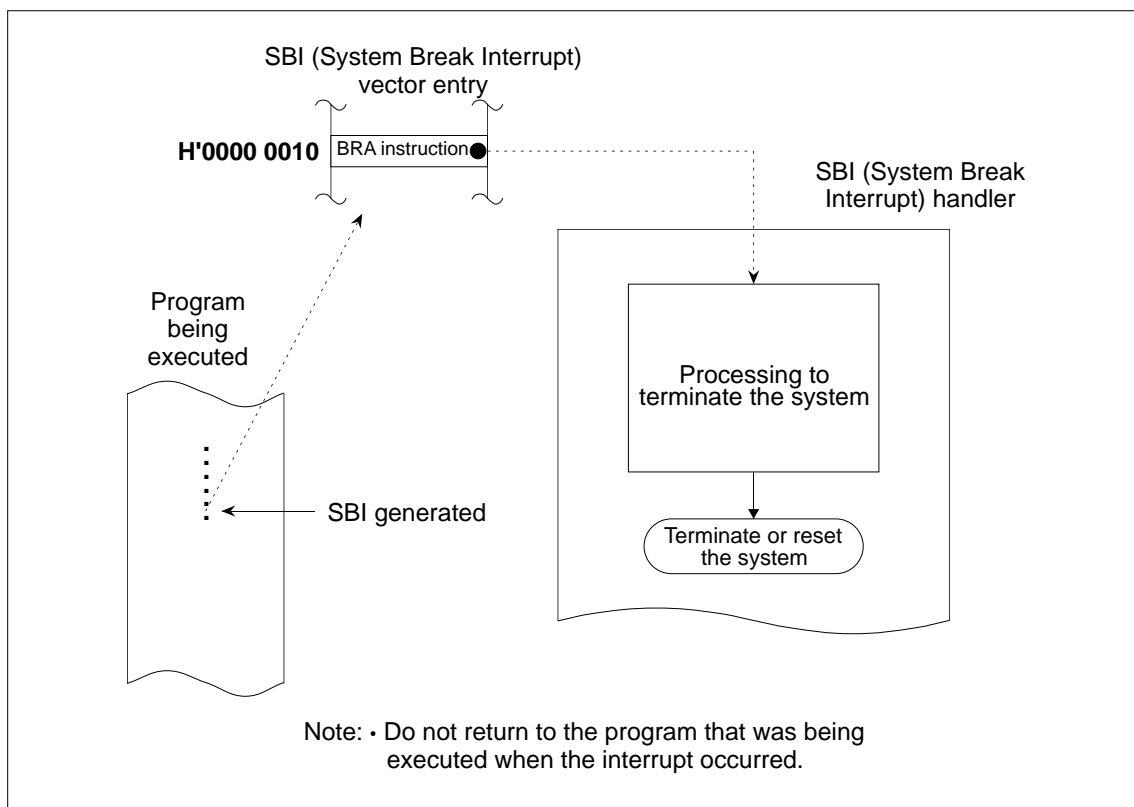 SBI (System Break Interrupt)
vector entry
H'0000 0010
BRA instruction
SBI (System Break
Interrupt) handler
Program
being
executed
Processing to
terminate the system
SBI generated
Terminate or reset
the system
Note: • Do not return to the program that was being
executed when the interrupt occurred.